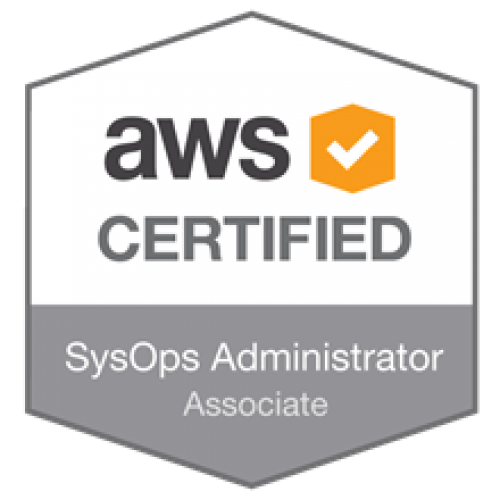 aws
CERTIFIED
SysOps Administrator
Associate